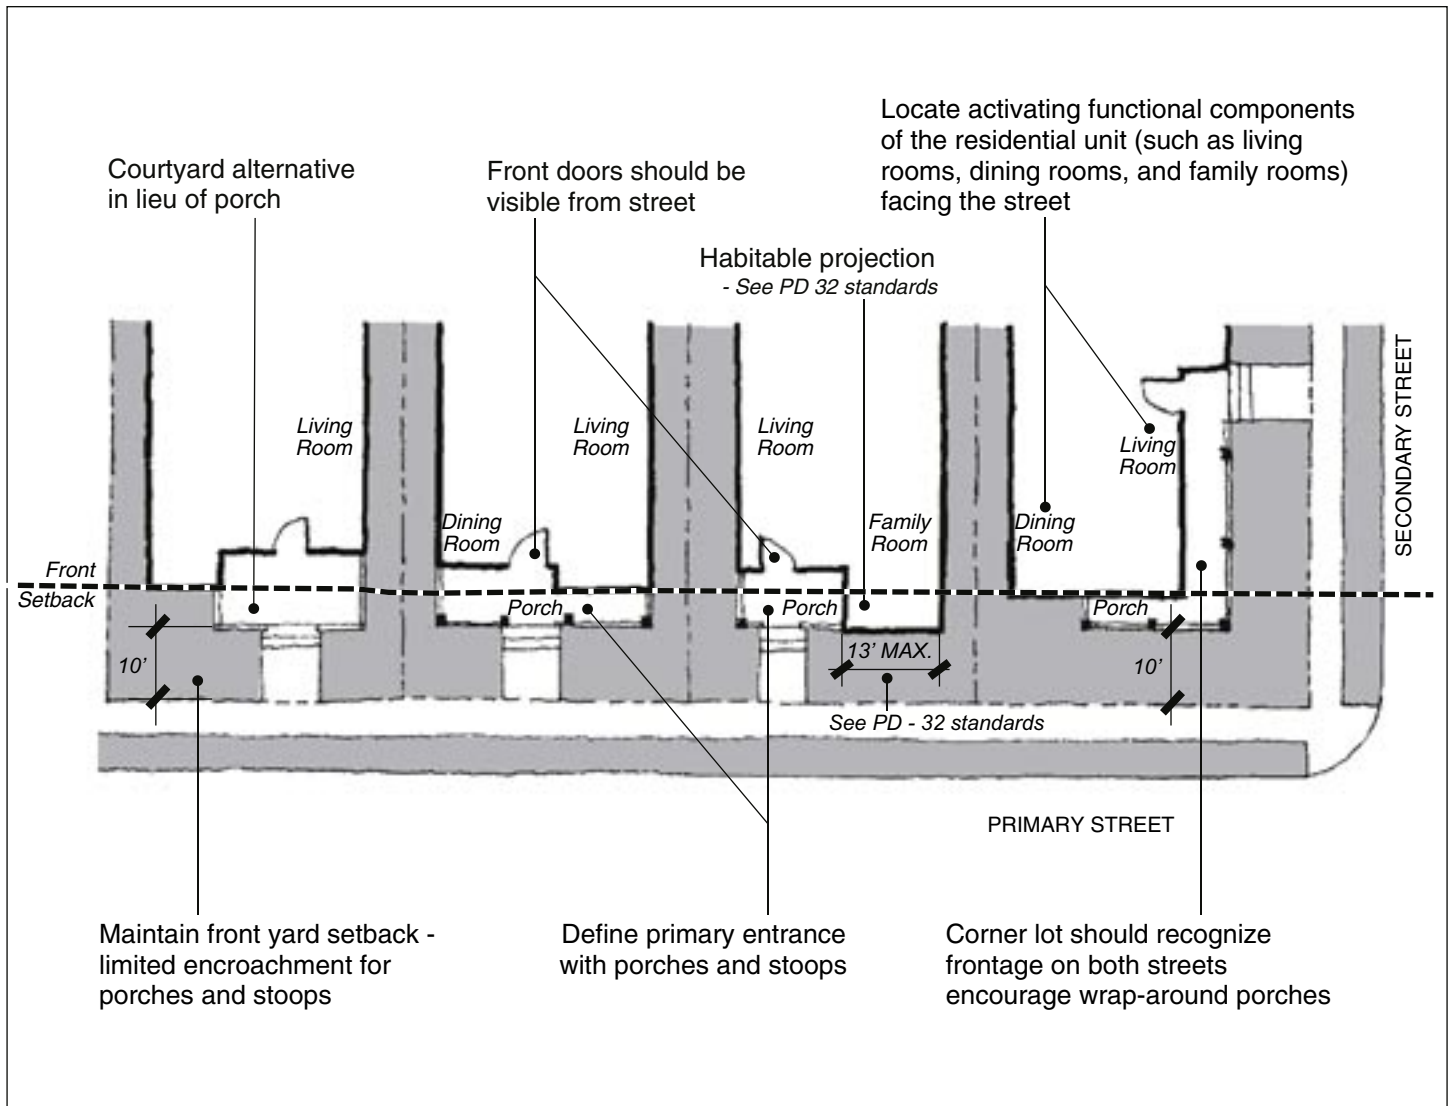 Locate activating functional components
of the residential unit (such as living
rooms, dining rooms, and family rooms)
facing the street
Courtyard alternative
in lieu of porch
Front doors should be
visible from street
Habitable projection
- See PD 32 standards
SECONDARY STREET
Living
Room
Living
Room
Living
Room
Living
Room
Dining
Room
Family
Room
Dining
Room
Front
Setback
Porch
Porch
Porch
10'
13' MAX.
10'
See PD - 32 standards
PRIMARY STREET
Maintain front yard setback -
limited encroachment for
porches and stoops
Define primary entrance
with porches and stoops
Corner lot should recognize
frontage on both streets
encourage wrap-around porches